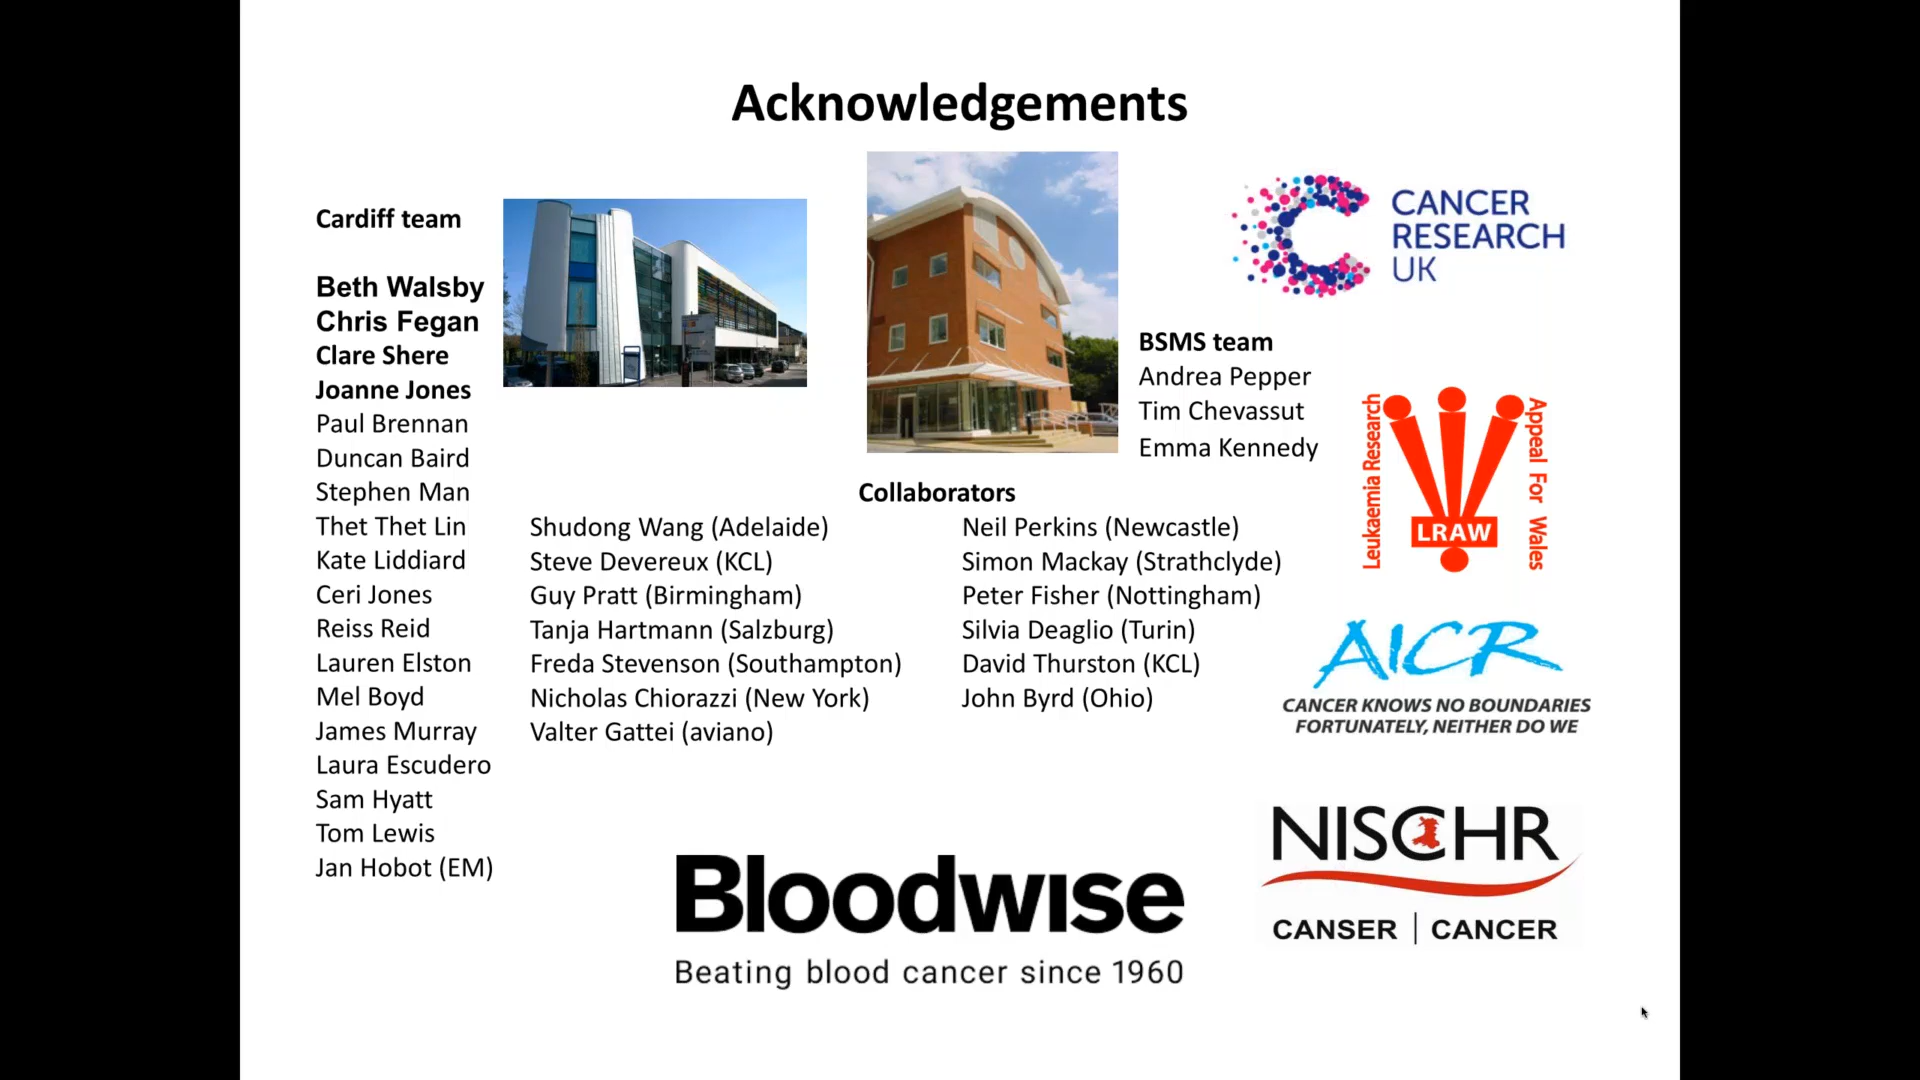 Acknowledgements
Cardiff team
Beth Walsby
Chris Fegan
Clare Shere
Joanne Jones
Paul Brennan
Duncan Baird
Stephen Man
Thet Thet Lin
Kate Liddiard
Ceri Jones
Reiss Reid
Lauren Elston
Mel Boyd
James Murray
Laura Escudero
Sam Hyatt
Tom Lewis
Jan Hobot (EM)
BSMS team
Andrea Pepper
Tim Chevassut
Emma Kennedy
Collaborators
Shudong Wang (Adelaide)
Steve Devereux (KCL)
Guy Pratt (Birmingham)
Tanja Hartmann (Salzburg)
Freda Stevenson (Southampton)
Nicholas Chiorazzi (New York)
Valter Gattei (aviano)
Neil Perkins (Newcastle)
Simon Mackay (Strathclyde)
Peter Fisher (Nottingham)
Silvia Deaglio (Turin)
David Thurston (KCL)
John Byrd (Ohio)
CANCER
RESEARCH
UK
Leukaemia Research
Appeal For Wales
LRAW
AICR
CANCER KNOWS NO BOUNDARIES
FORTUNATELY, NEITHER DO WE
NISCHR
CANSER | CANCER
Bloodwise
Beating blood cancer since 1960